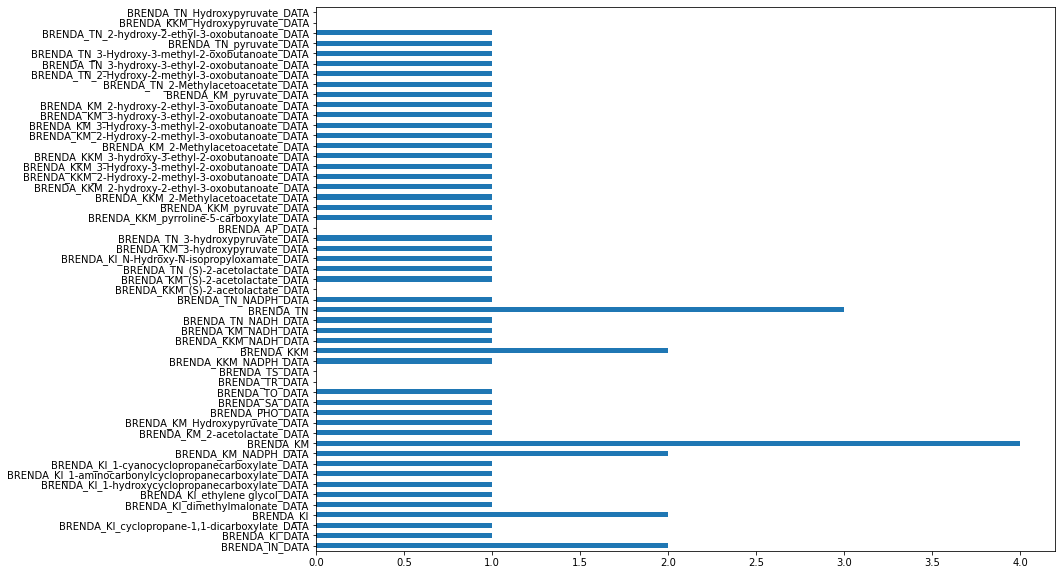 BRENDA_TN_Hydroxypyruvate_DATA
BRENDA_KKM_Hydroxypyruvate_DATA
BRENDA_TN_2-hydroxy-2-ethyl-3-oxobutanoate_DATA
BRENDA_TN_pyruvate_DATA
BRENDA_TN_3-Hydroxy-3-methyl-2-oxobutanoate_DATA
BRENDA_TN_3-hydroxy-3-ethyl-2-oxobutanoate_DATA
BRENDA_TN_2-Hydroxy-2-methyl-3-oxobutanoate_DATA
BRENDA_TN_2-Methylacetoacetate_DATA
BRENDA_KM_pyruvate_DATA
BRENDA_KM_2-hydroxy-2-ethyl-3-oxobutanoate_DATA
BRENDA_KM_3-hydroxy-3-ethyl-2-oxobutanoate_DATA
BRENDA_KM_3-Hydroxy-3-methyl-2-oxobutanoate_DATA
BRENDA_KM_2-Hydroxy-2-methyl-3-oxobutanoate_DATA
BRENDA_KM_2-Methylacetoacetate_DATA
BRENDA_KKM_3-hydroxy-3-ethyl-2-oxobutanoate_DATA
BRENDA_KKM_3-Hydroxy-3-methyl-2-oxobutanoate_DATA
BRENDA_KKM_2-Hydroxy-2-methyl-3-oxobutanoate_DATA
BRENDA_KKM_2-hydroxy-2-ethyl-3-oxobutanoate_DATA
BRENDA_KKM_2-Methylacetoacetate_DATA
BRENDA_KKM_pyruvate_DATA
BRENDA_KKM_pyrroline-5-carboxylate_DATA
BRENDA_AP_DATA
BRENDA_TN_3-hydroxypyruvate_DATA
BRENDA_KM_3-hydroxypyruvate_DATA
BRENDA_KI_N-Hydroxy-N-isopropyloxamate_DATA
BRENDA_TN_(S)-2-acetolactate_DATA
BRENDA_KM_(S)-2-acetolactate_DATA
BRENDA_KKM_(S)-2-acetolactate_DATA
BRENDA_TN_NADPH_DATA
BRENDA_TN
BRENDA_TN_NADH_DATA
BRENDA_KM_NADH_DATA
BRENDA_KKM_NADH_DATA
BRENDA_KKM
BRENDA_KKM_NADPH_DATA
BRENDA_TS_DATA
BRENDA_TR_DATA
BRENDA_TO_DATA
BRENDA_SA_DATA
BRENDA_PHO_DATA
BRENDA_KM_Hydroxypyruvate_DATA
BRENDA_KM_2-acetolactate_DATA
BRENDA_KM
BRENDA_KM_NADPH_DATA
BRENDA_KI_1-cyanocyclopropanecarboxylate_DATA
BRENDA_KI_1-aminocarbonylcyclopropanecarboxylate_DATA
BRENDA_KI_1-hydroxycyclopropanecarboxylate_DATA
BRENDA_KI_ethylene glycol_DATA
BRENDA_KI_dimethylmalonate_DATA
BRENDA_KI
BRENDA_KI_cyclopropane-1,1-dicarboxylate_DATA
BRENDA_KI_DATA
BRENDA_IN_DATA
0.0 0.5 1.0 1.5 2.0 2.5 3.0 3.5 4.0